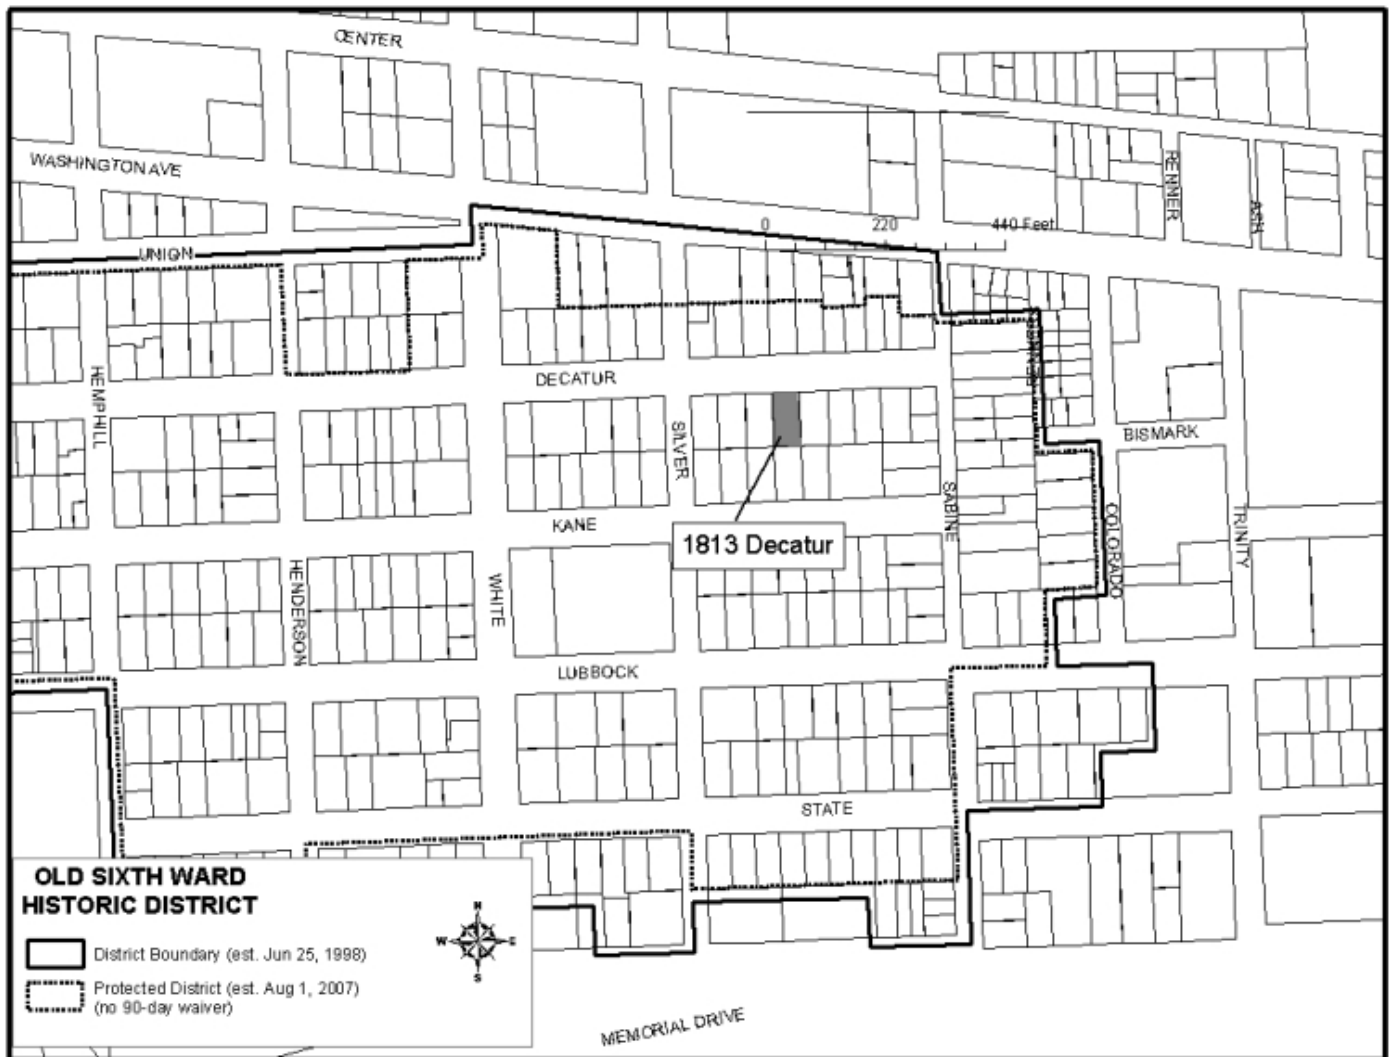 CENTER
WASHINGTON AVE
RENNER
ASH
0 220 440 Feet
UNION
HEMPHILL
DECATUR
SILVER
BISMARK
SABINE
KANE
COLORADO
TRINITY
1813 Decatur
HENDERSON
WHITE
LUBBOCK
STATE
OLD SIXTH WARD
HISTORIC DISTRICT
N
W E
S
District Boundary (est. Jun 25, 1998)
Protected District (est. Aug 1, 2007)
(no 90-day waiver)
MEMORIAL DRIVE